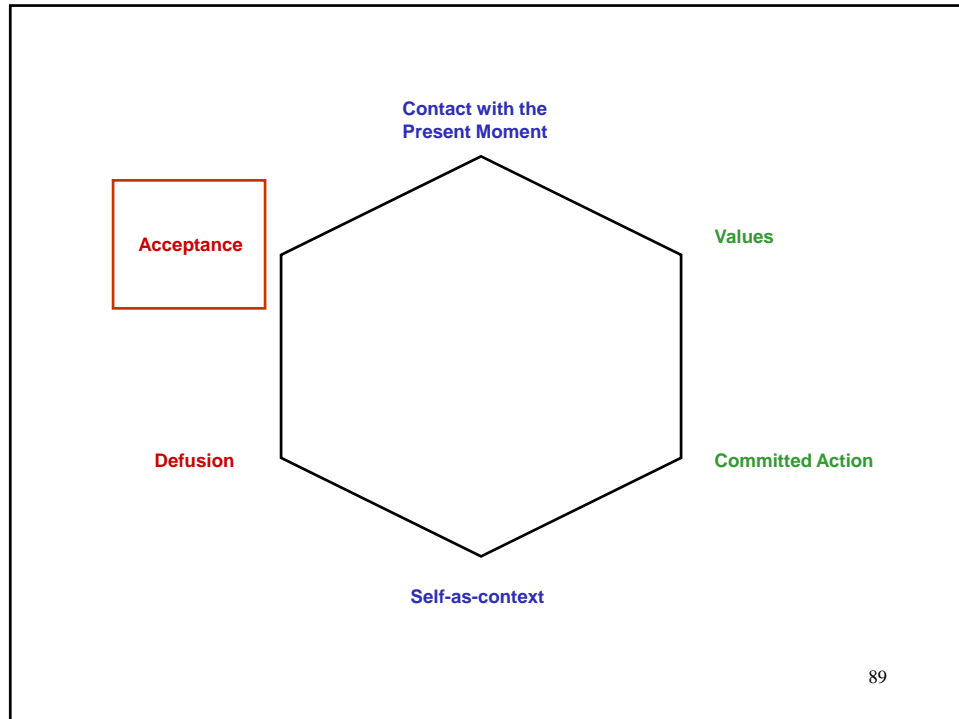 Contact with the
Present Moment
Values
Acceptance
Defusion
Committed Action
Self-as-context
89